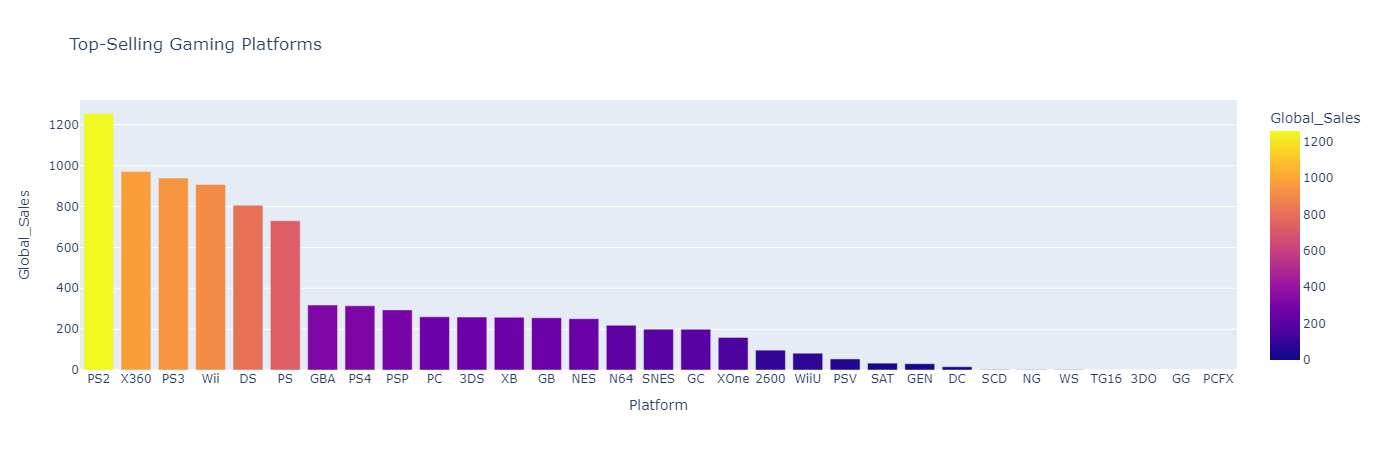 Top-Selling Gaming Platforms
Global_Sales
1200
1000
800
600
400
200
0
PS2 X360 PS3 Wii DS PS GBA PS4 PSP PC 3DS XB GB NES N64 SNES GC XOne 2600 WiiU PSV SAT GEN DC SCD NG WS TG16 3DO GG PCFX
Platform
Global_Sales
1200
1000
800
600
400
200
0